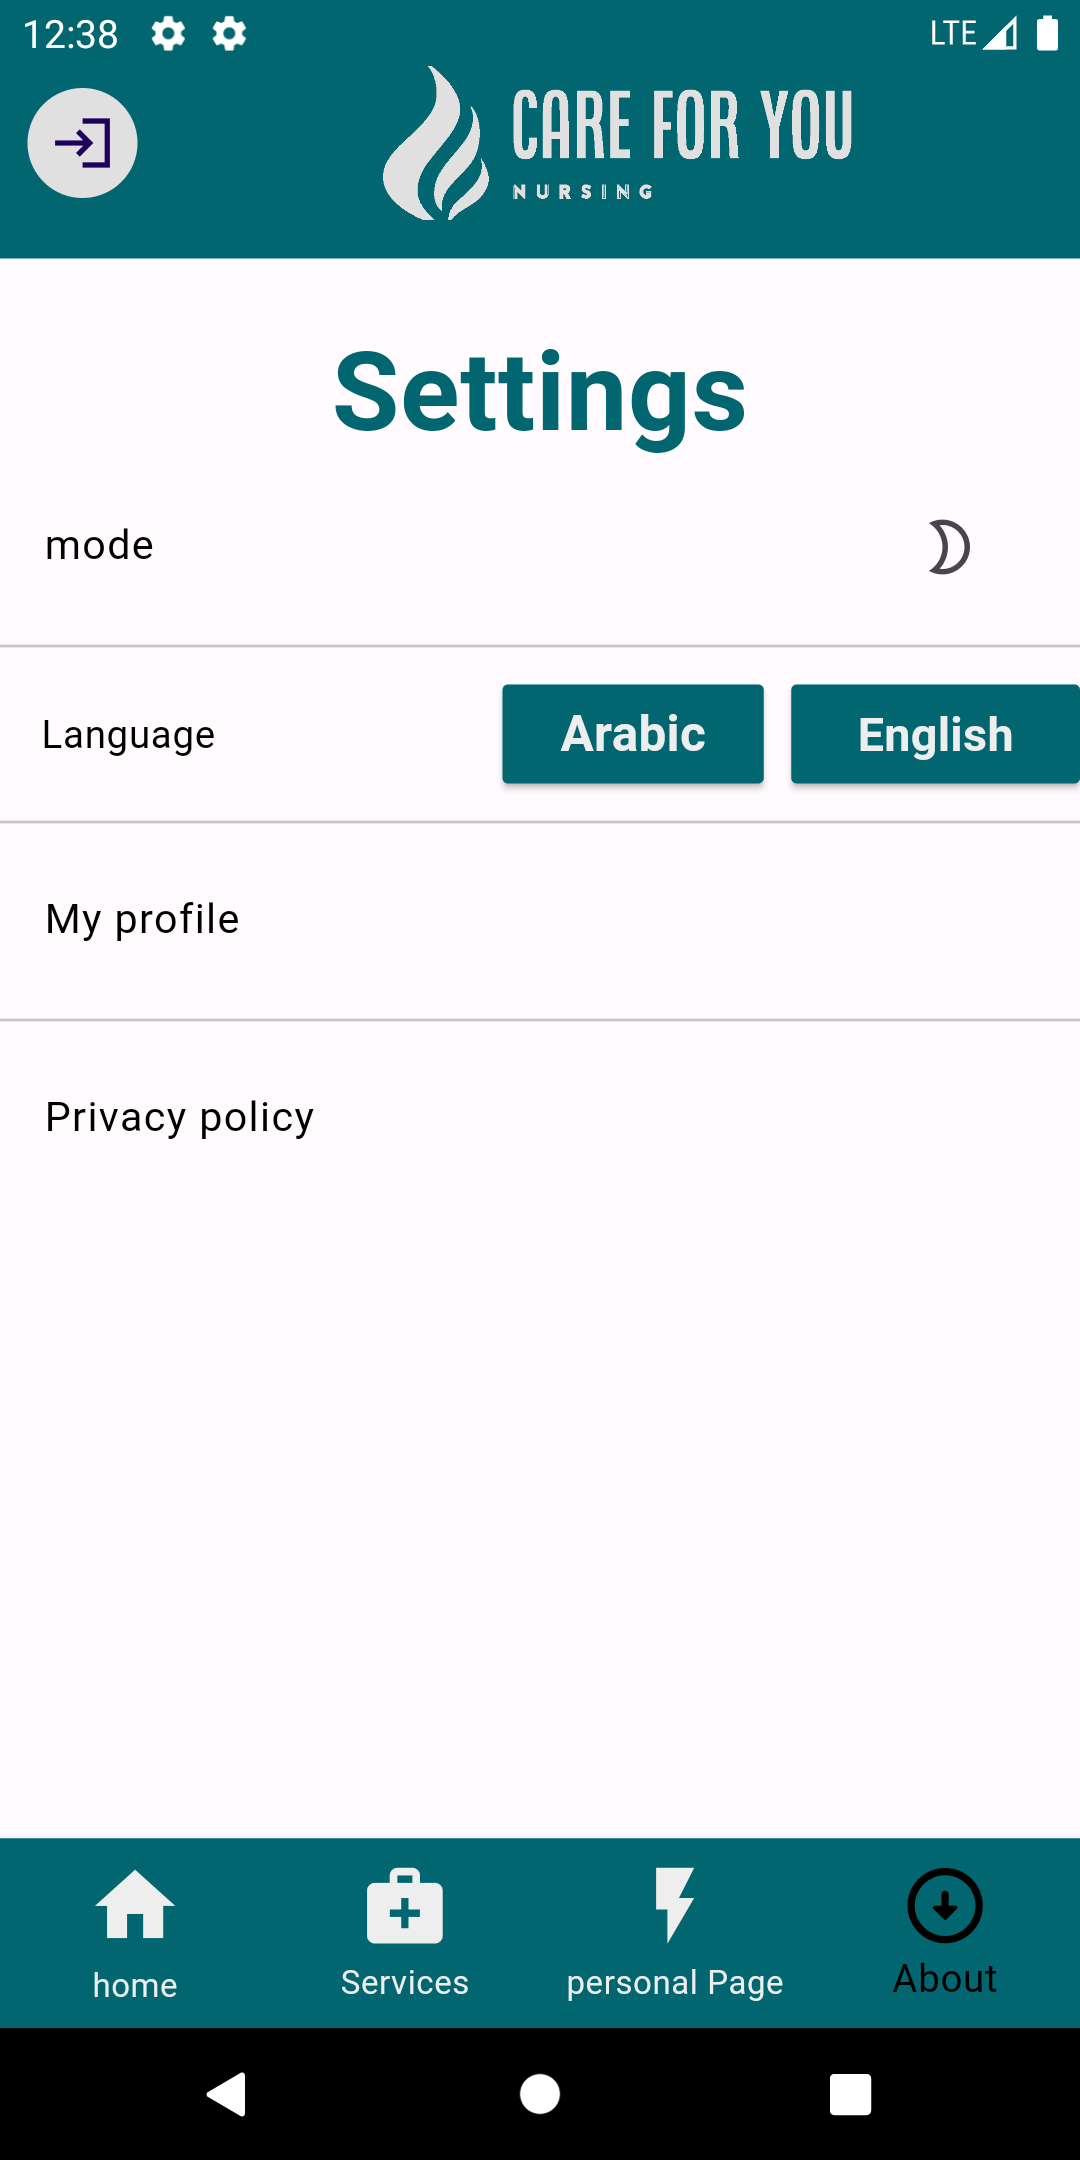 12:38 LTE
CARE FOR YOU
NURSING
Settings
mode
Language Arabic English
My profile
Privacy policy
home Services personal Page About